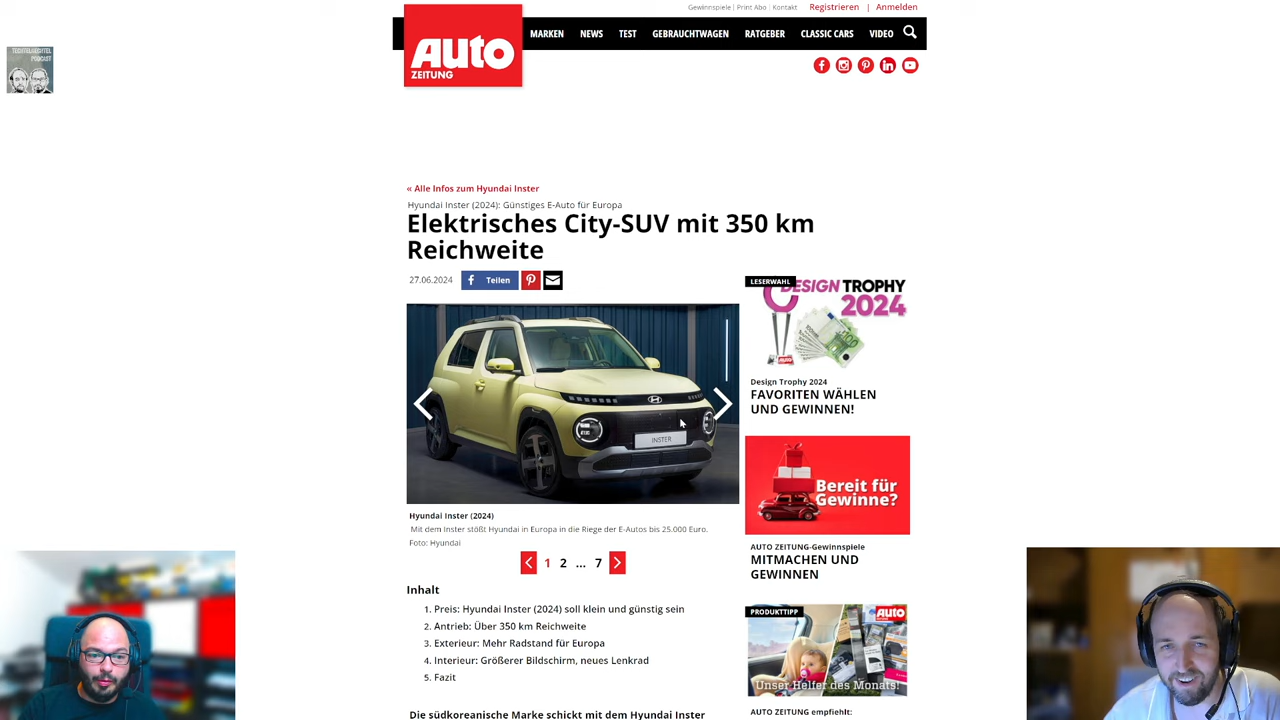 Gewinnspiele | Print Abo | Kontakt Registrieren | Anmelden
TECHTELMECHTEL
PODCAST
Auto
ZEITUNG
MARKEN NEWS TEST GEBRAUCHTWAGEN RATGEBER CLASSIC CARS VIDEO
« Alle Infos zum Hyundai Inster
Hyundai Inster (2024): Günstiges E-Auto für Europa
Elektrisches City-SUV mit 350 km
Reichweite
27.06.2024 Teilen
INSTER
Hyundai Inster (2024)
Mit dem Inster stößt Hyundai in Europa in die Riege der E-Autos bis 25.000 Euro.
Foto: Hyundai
1 2 ... 7
Inhalt
1. Preis: Hyundai Inster (2024) soll klein und günstig sein
2. Antrieb: Über 350 km Reichweite
3. Exterieur: Mehr Radstand für Europa
4. Interieur: Größerer Bildschirm, neues Lenkrad
5. Fazit
Die südkoreanische Marke schickt mit dem Hyundai Inster
LESERWAHL
DESIGN TROPHY
2024
Design Trophy 2024
FAVORITEN WÄHLEN
UND GEWINNEN!
Bereit für
Gewinne?
AUTO ZEITUNG-Gewinnspiele
MITMACHEN UND
GEWINNEN
PRODUKTTIPP
Auto
Unser Helfer des Monats!
AUTO ZEITUNG empfiehlt: